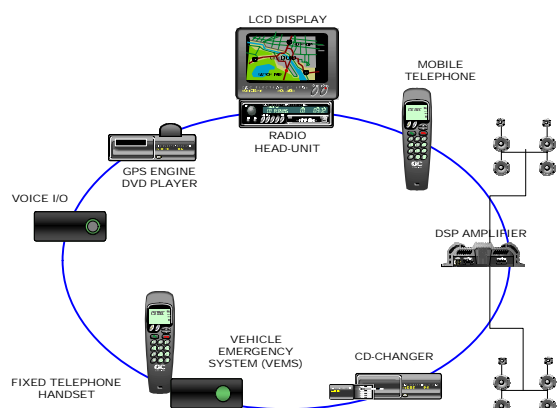 LCD DISPLAY
MOBILE
TELEPHONE
RADIO
HEAD-UNIT
GPS ENGINE
DVD PLAYER
VOICE I/O
DSP AMPLIFIER
VEHICLE
EMERGENCY
SYSTEM (VEMS)
CD-CHANGER
FIXED TELEPHONE
HANDSET